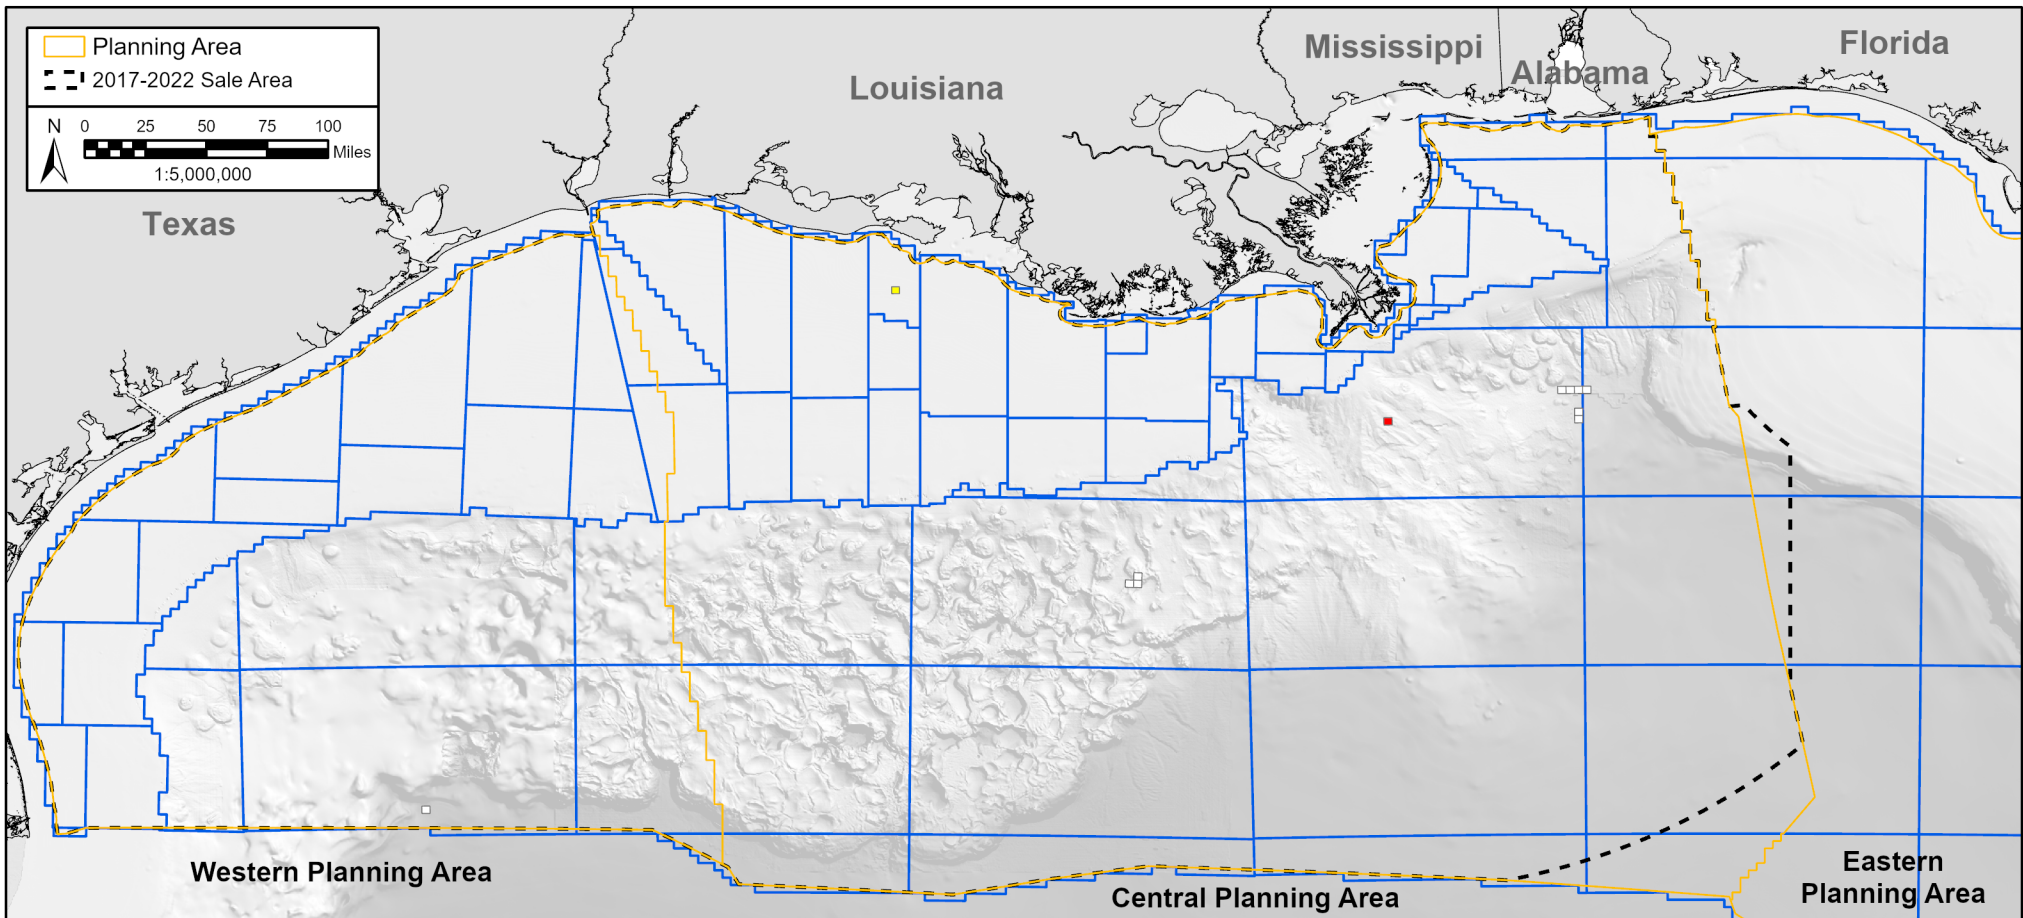 Planning Area
2017-2022 Sale Area
N
0 25 50 75 100
Miles
1:5,000,000
Texas
Louisiana
Mississippi
Alabama
Florida
Western Planning Area
Central Planning Area
Eastern
Planning Area